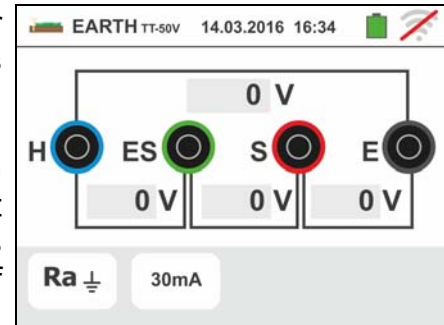 EARTH TT-50V 14.03.2016 16:34
0 V
H ES S E
0 V 0 V 0 V
Ra 30mA